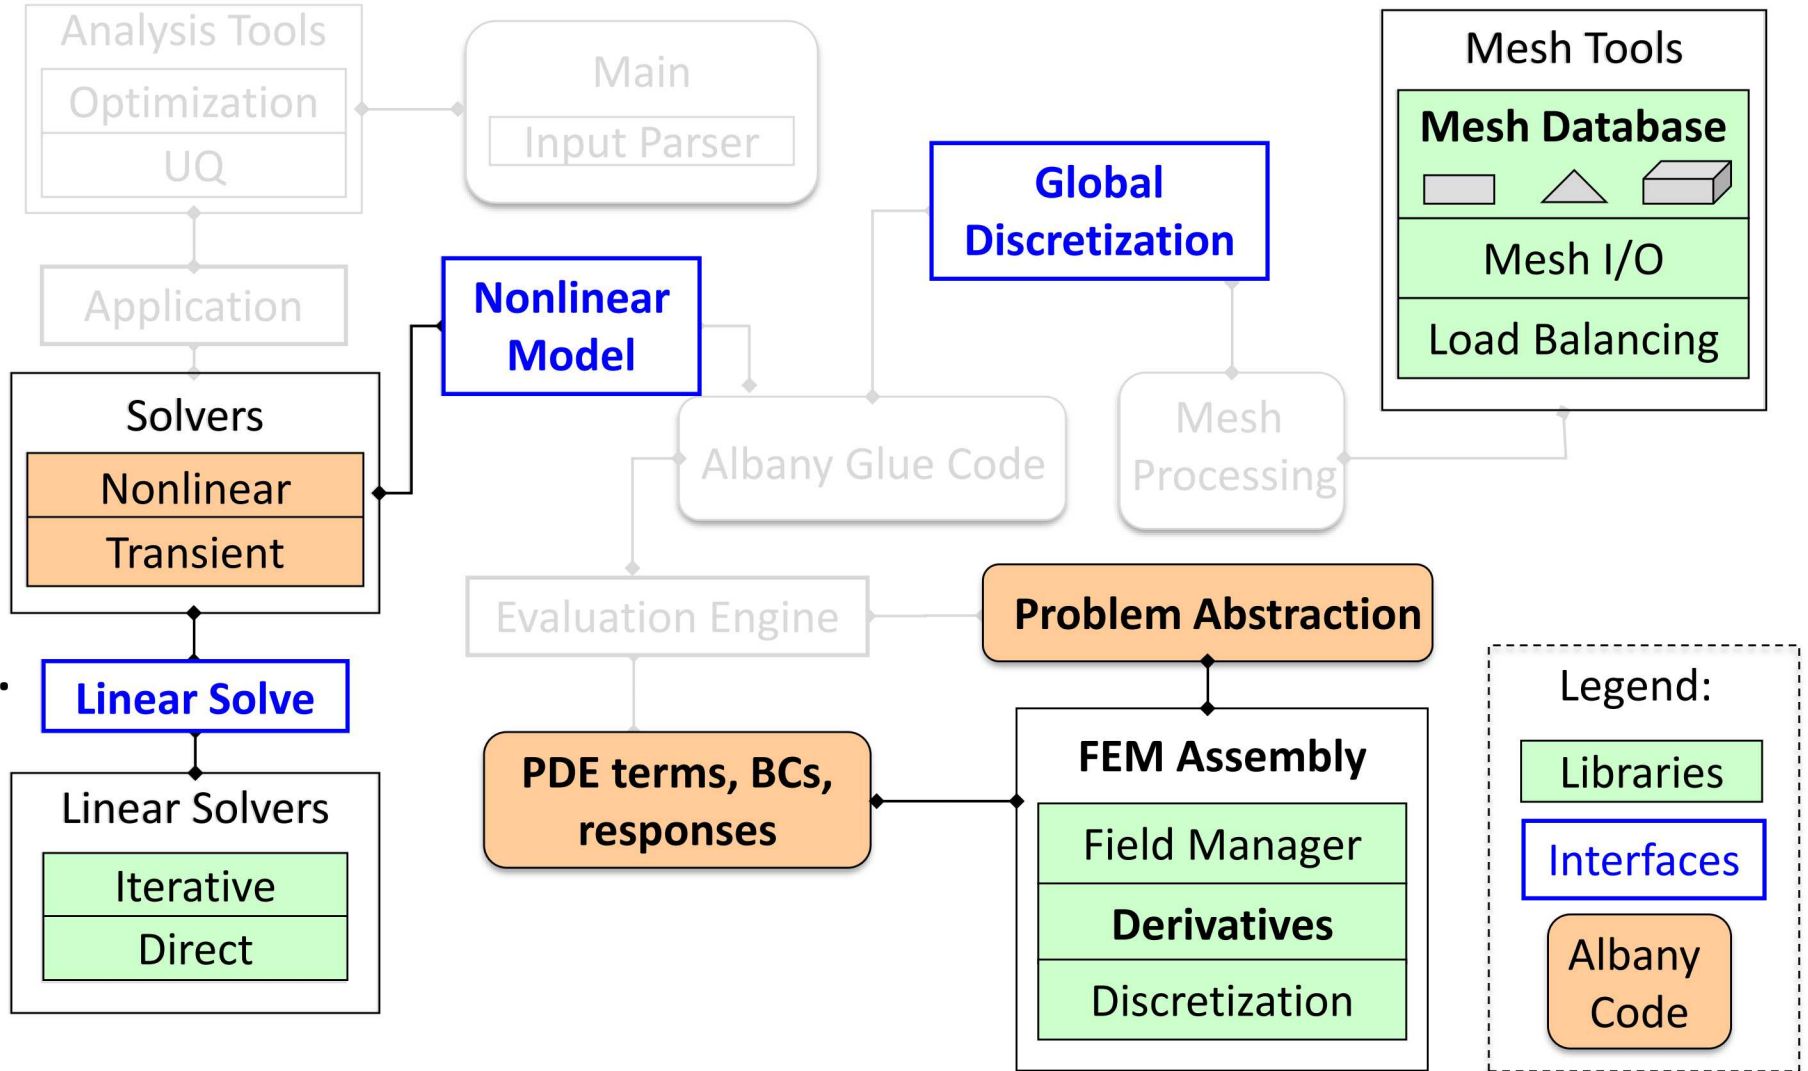 Analysis Tools
Optimization
UQ
Main
Input Parser
Application
Solvers
Nonlinear
Transient
Linear Solve
Linear Solvers
Iterative
Direct
Nonlinear
Model
Global
Discretization
Albany Glue Code
Mesh
Processing
Mesh Tools
Mesh Database
Mesh I/O
Load Balancing
Evaluation Engine
Problem Abstraction
PDE terms, BCs,
responses
FEM Assembly
Field Manager
Derivatives
Discretization
Legend:
Libraries
Interfaces
Albany
Code